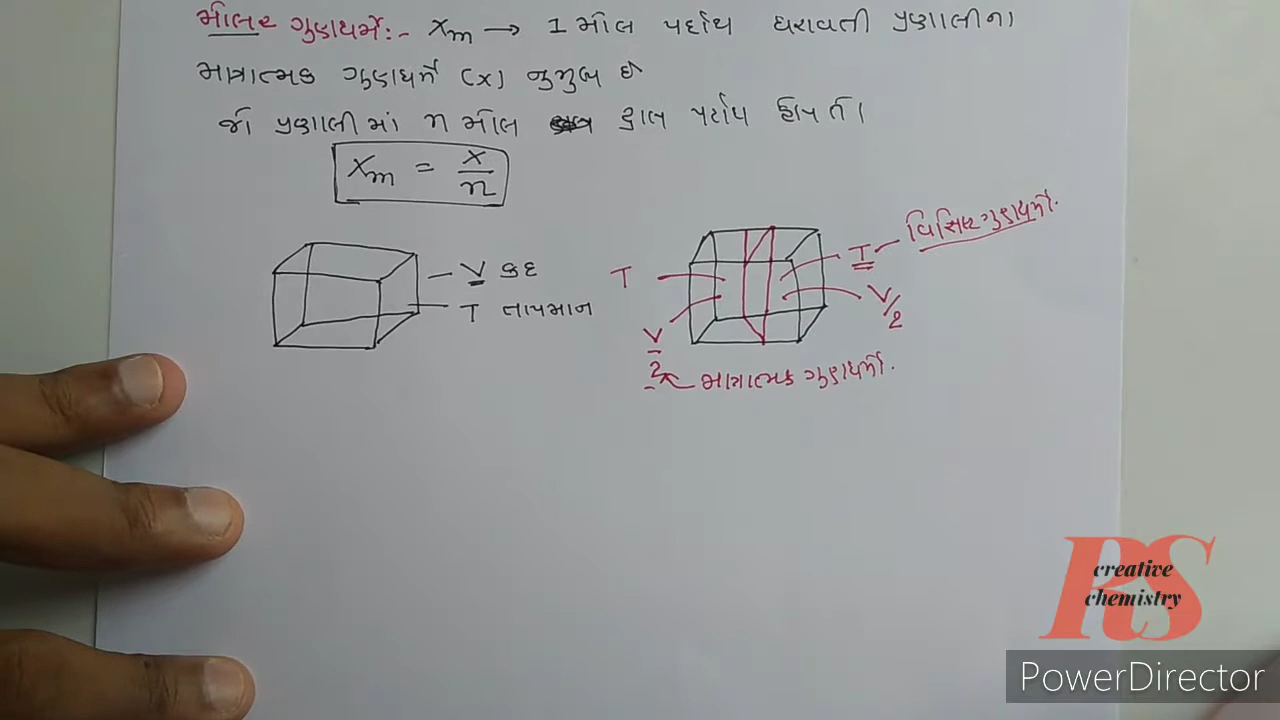 મોલર ગુણધર્મ :- Xm → 1 મોલ પદાર્થ ધરાવતી પ્રણાલીના
માત્રાત્મક ગુણધર્મ (X) નુ મુલ્ય છે
જો પ્રણાલીમાં n મોલ કુલ પદાર્થ હોય તો
Xm = X/n
V કદ
T તાપમાન
T
T
વિશિષ્ટ ગુણધર્મો.
V/2
V/2
માત્રાત્મક ગુણધર્મો.
RS
creative
chemistry
PowerDirector